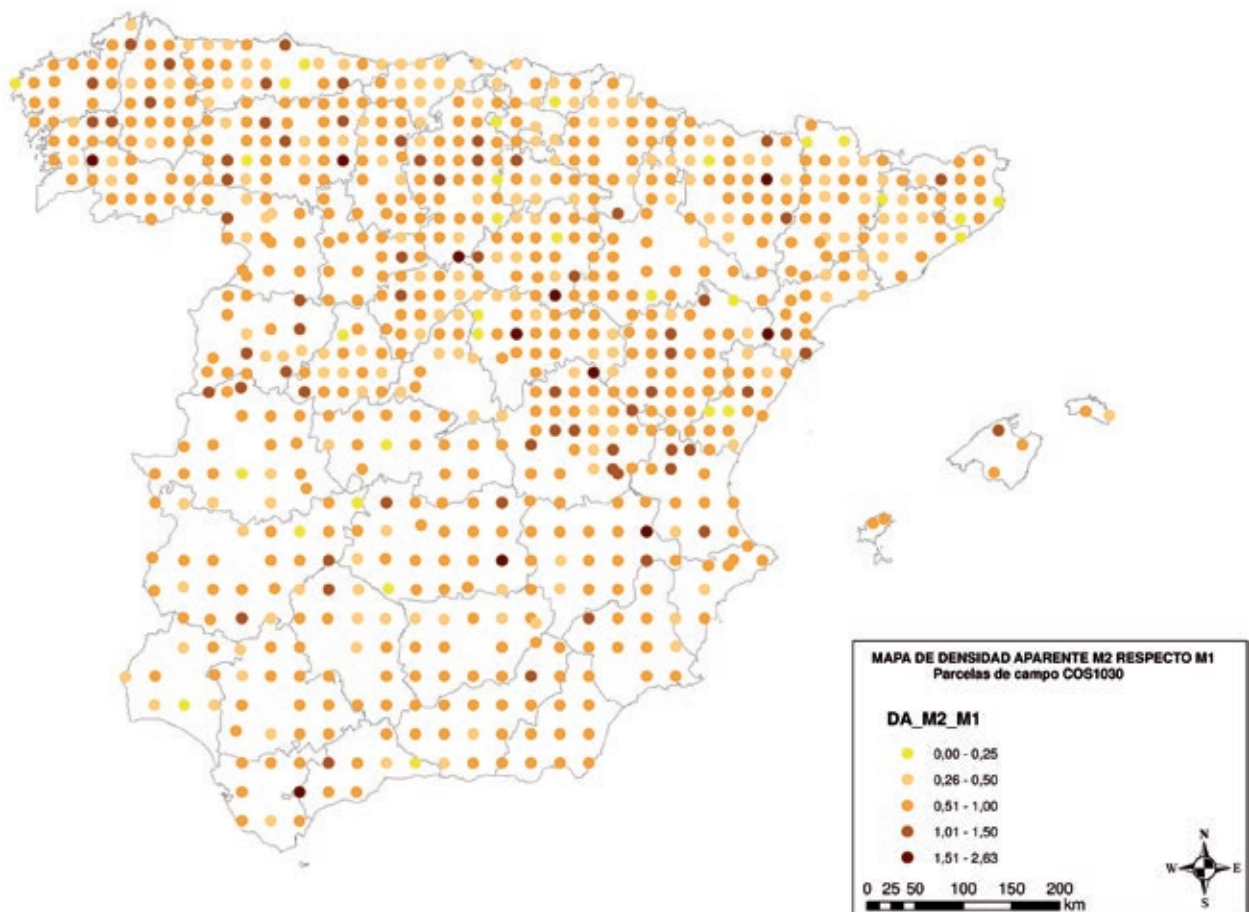 MAPA DE DENSIDAD APARENTE M2 RESPECTO M1
Parcelas de campo COS1030
DA_M2_M1
0,00 - 0,25
0,26 - 0,50
0,51 - 1,00
1,01 - 1,50
1,51 - 2,63
N
W E
S
0 25 50 100 150 200
km